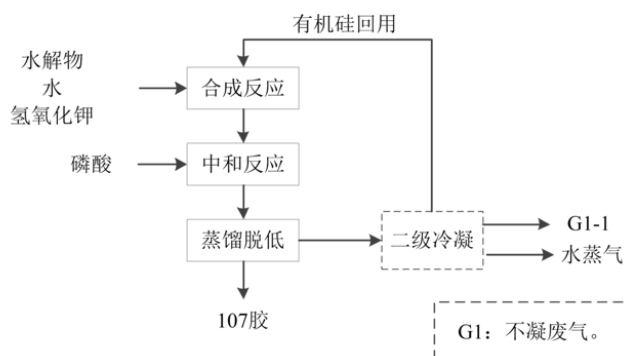 有机硅回用
水解物
水
氢氧化钾
合成反应
磷酸
中和反应
蒸馏脱低
二级冷凝
G1-1
水蒸气
107胶
G1：不凝废气。